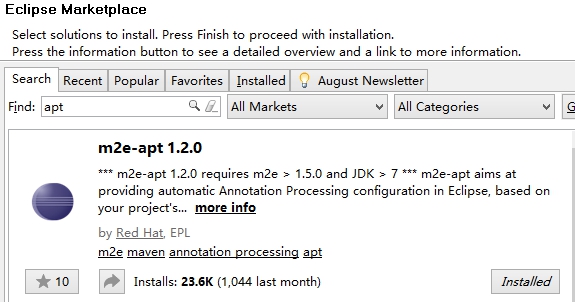 Eclipse Marketplace
Select solutions to install. Press Finish to proceed with installation.
Press the information button to see a detailed overview and a link to more information.
Search Recent Popular Favorites Installed August Newsletter
Find: apt All Markets All Categories G
m2e-apt 1.2.0
*** m2e-apt 1.2.0 requires m2e > 1.5.0 and JDK > 7 *** m2e-apt aims at
providing automatic Annotation Processing configuration in Eclipse, based on
your project's... more info
by Red Hat, EPL
m2e maven annotation processing apt
10 Installs: 23.6K (1,044 last month) Installed